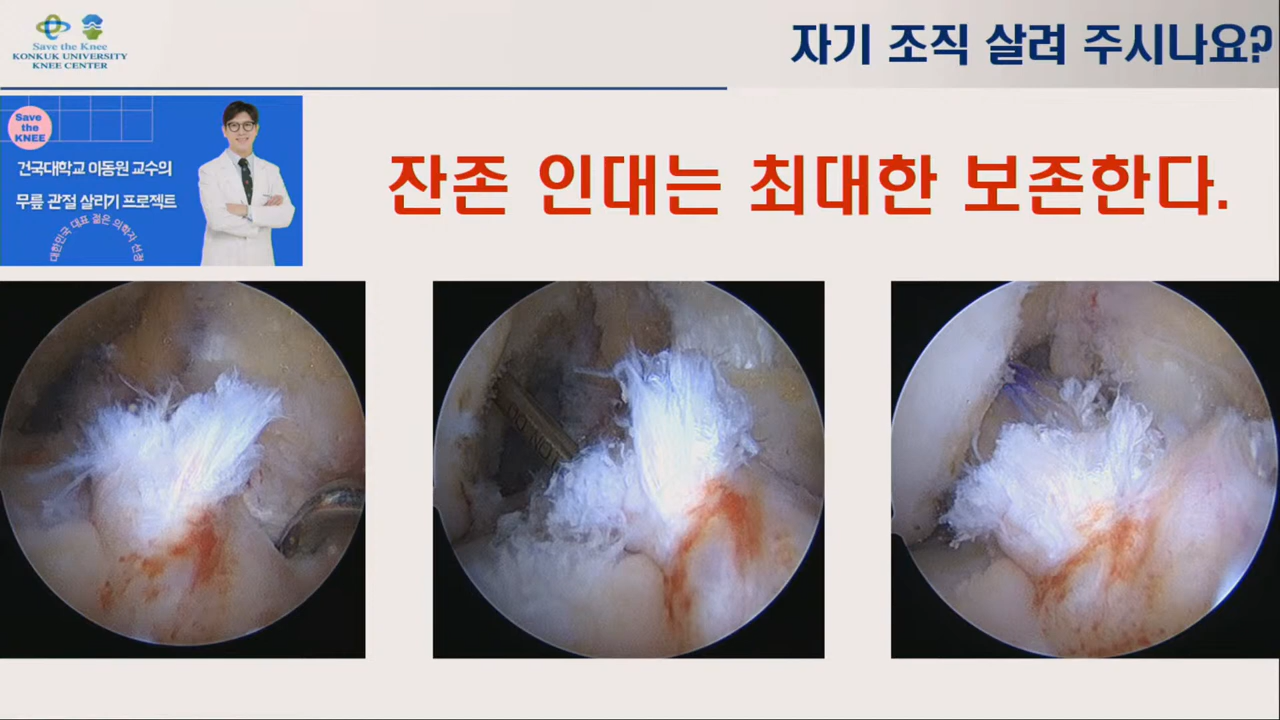 Save the Knee
KONKUK UNIVERSITY
KNEE CENTER
자기 조직 살려 주시나요?
Save
the
KNEE
건국대학교 이동원 교수의
무릎 관절 살리기 프로젝트
대한민국 대표 젊은 의학자 선정
잔존 인대는 최대한 보존한다.